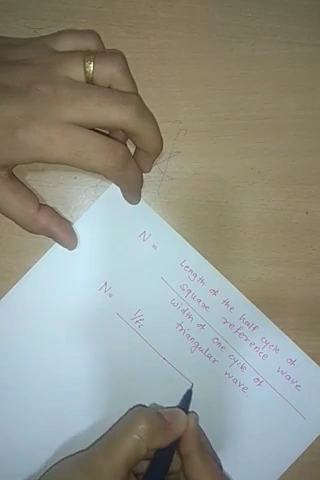 N = Length of the half cycle of
square reference wave
width of one cycle of
triangular wave.
N = 1/fc